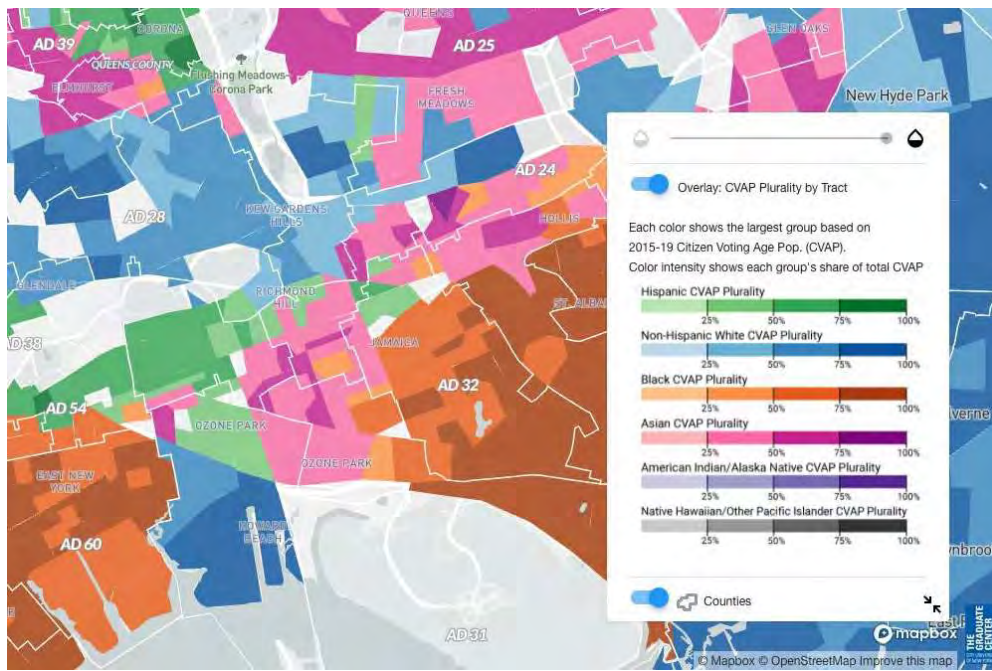 QUEENS
AD 39
CORONA
AD 25
GLEN OAKS
QUEENS COUNTY
ELMHURST
Flushing Meadows-
Corona Park
FRESH
MEADOWS
New Hyde Park
AD 24
AD 28
KEW GARDENS
HILLS
HOLLIS
GLENDALE
RICHMOND
HILL
ST. ALBA
AD 38
JAMAICA
AD 32
AD 54
OZONE PARK
OZONE PARK
EAST NEW
YORK
HOWARD
BEACH
AD 60
AD 31
Overlay: CVAP Plurality by Tract
Each color shows the largest group based on
2015-19 Citizen Voting Age Pop. (CVAP).
Color intensity shows each group's share of total CVAP
Hispanic CVAP Plurality
25% 50% 75% 100%
Non-Hispanic White CVAP Plurality
25% 50% 75% 100%
Black CVAP Plurality
25% 50% 75% 100%
Asian CVAP Plurality
25% 50% 75% 100%
American Indian/Alaska Native CVAP Plurality
25% 50% 75% 100%
Native Hawaiian/Other Pacific Islander CVAP Plurality
25% 50% 75% 100%
Counties
lverne
ynbroo
mapbox
© Mapbox © OpenStreetMap Improve this map
THE
GRADUATE
CENTER